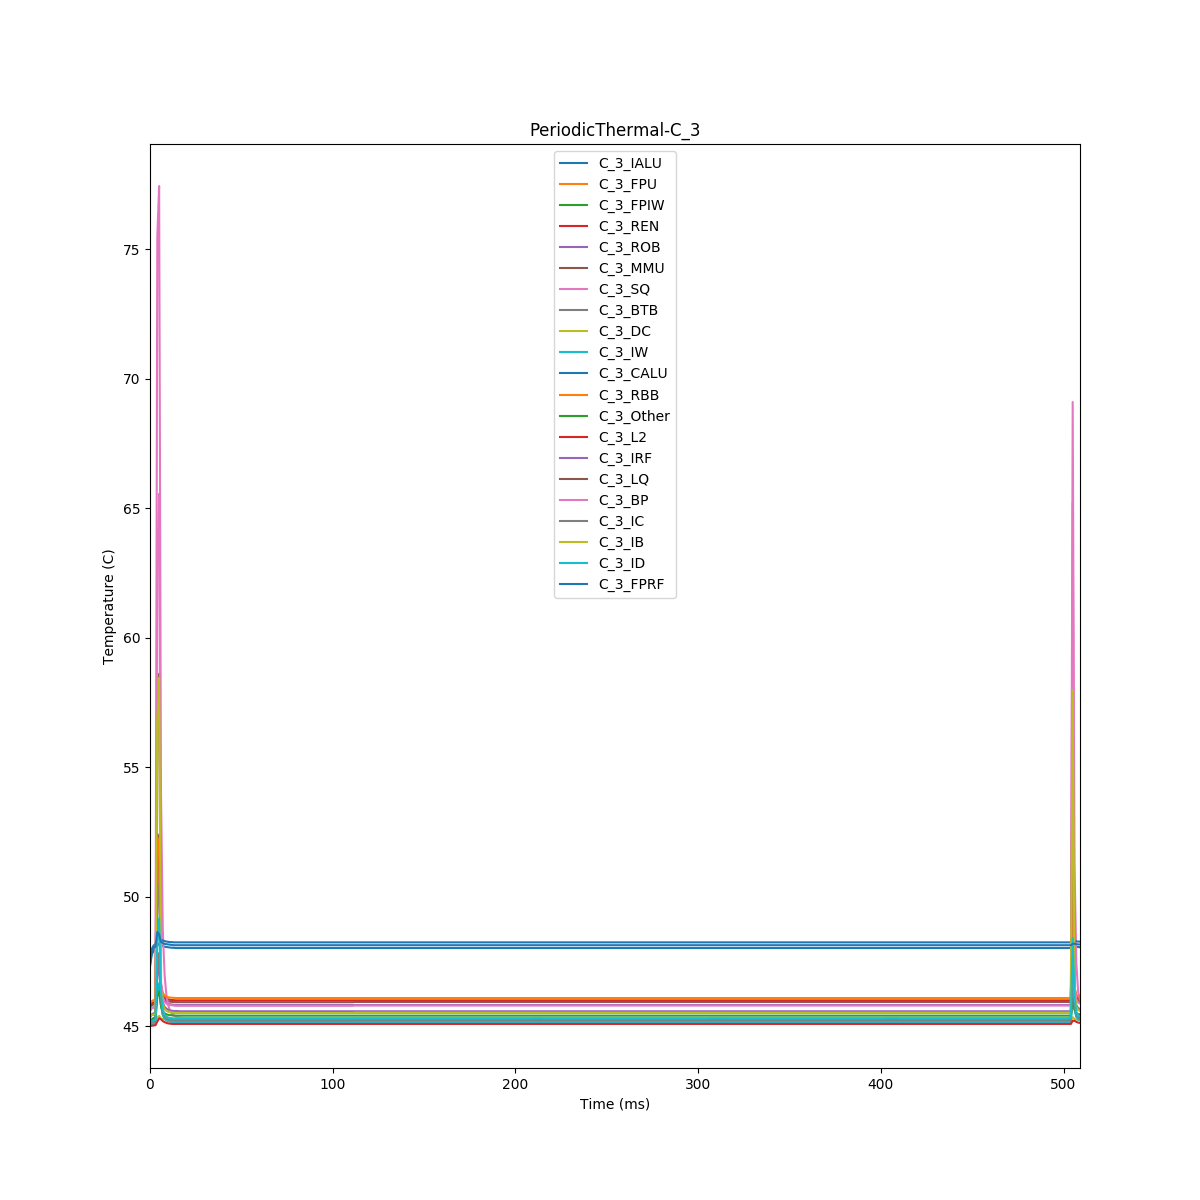 PeriodicThermal-C_3
C_3_IALU
C_3_FPU
C_3_FPIW
C_3_REN
C_3_ROB
C_3_MMU
C_3_SQ
C_3_BTB
C_3_DC
C_3_IW
C_3_CALU
C_3_RBB
C_3_Other
C_3_L2
C_3_IRF
C_3_LQ
C_3_BP
C_3_IC
C_3_IB
C_3_ID
C_3_FPRF
75
70
65
60
55
50
45
Temperature (C)
0 100 200 300 400 500
Time (ms)